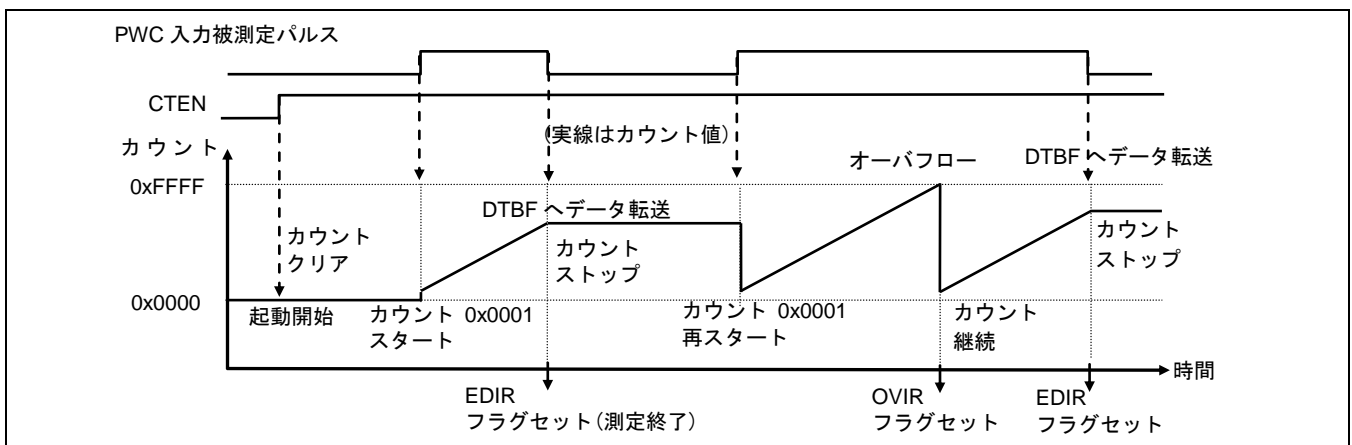 PWC 入力被測定パルス
CTEN
(実線はカウント値)
カウント
オーバフロー
DTBF へデータ転送
0xFFFF
DTBF へデータ転送
カウント
クリア
カウント
ストップ
カウント
ストップ
0x0000
起動開始
カウント 0x0001
スタート
カウント 0x0001
再スタート
カウント
継続
時間
EDIR
フラグセット(測定終了)
OVIR
フラグセット
EDIR
フラグセット